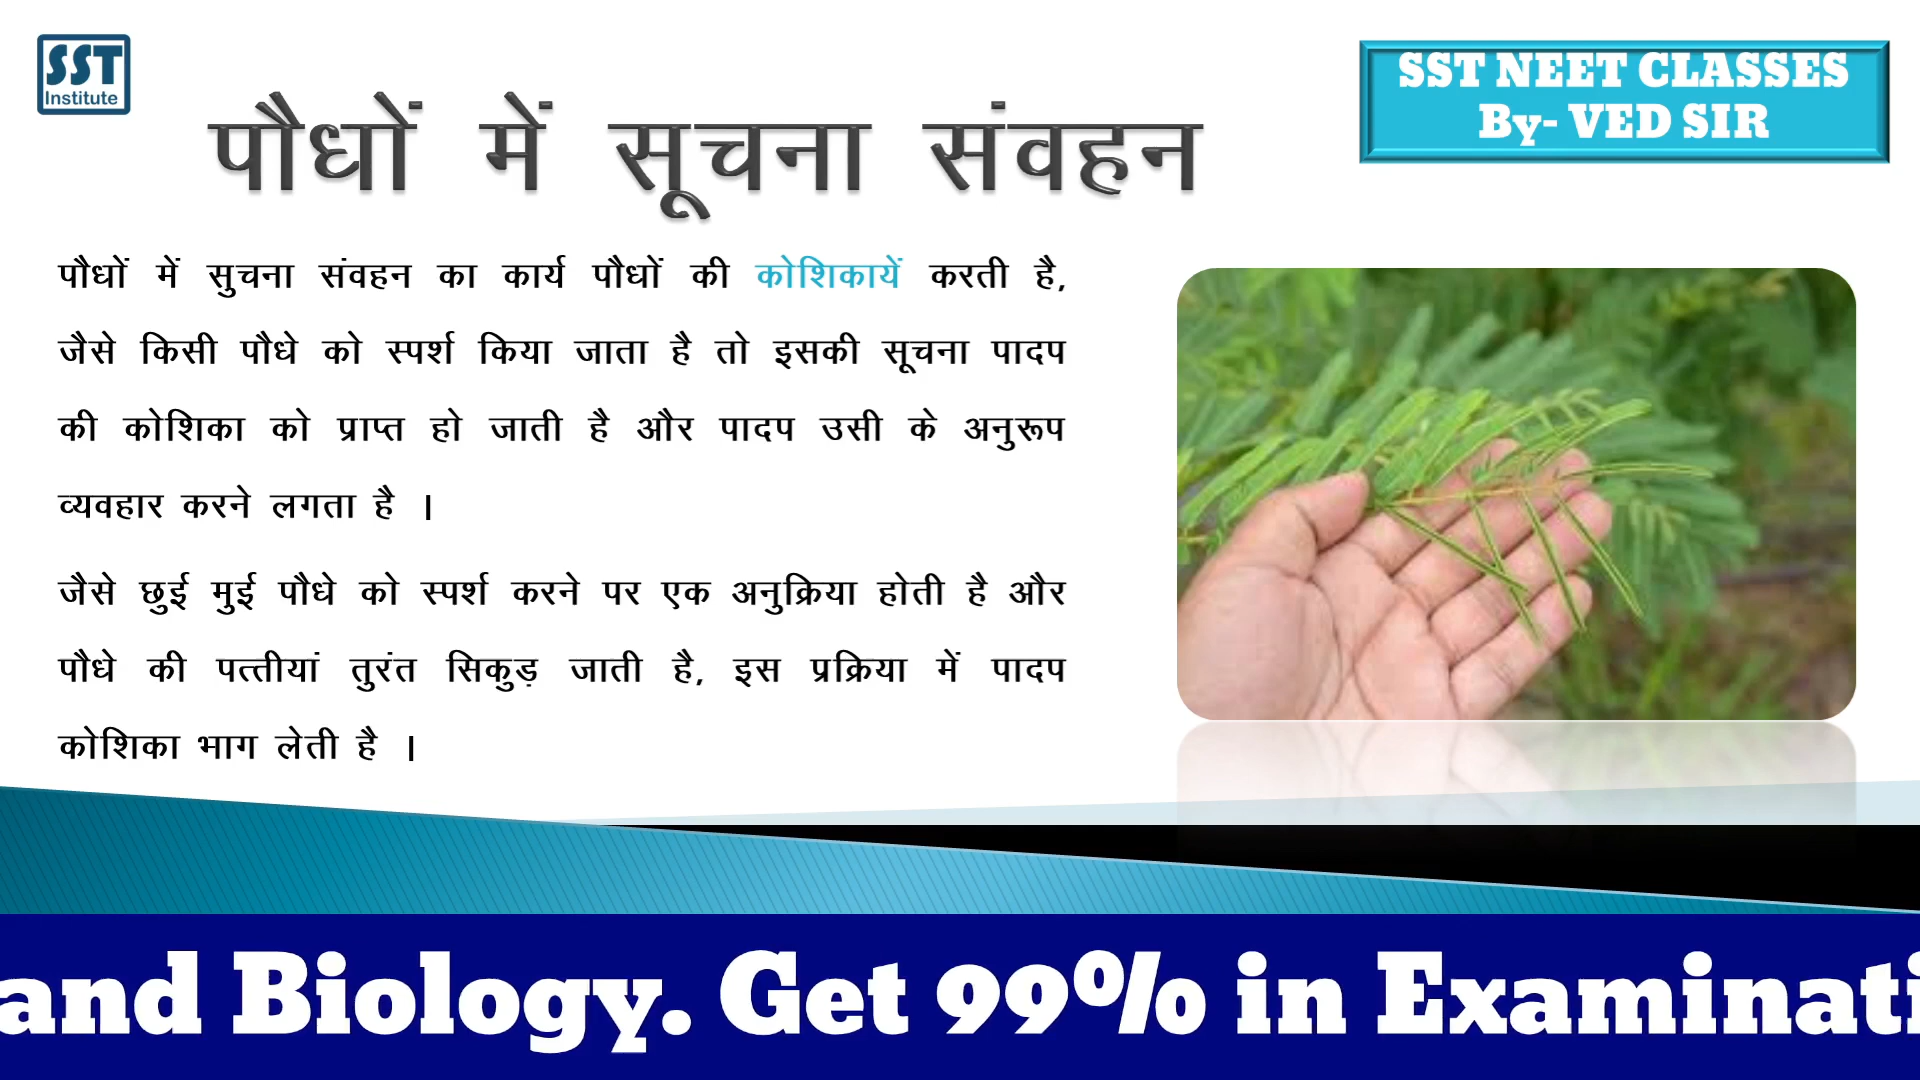 SST
Institute
SST NEET CLASSES
By- VED SIR
पौधों में सूचना संवहन
पौधों में सुचना संवहन का कार्य पौधों की कोशिकायें करती है,
जैसे किसी पौधे को स्पर्श किया जाता है तो इसकी सूचना पादप
की कोशिका को प्राप्त हो जाती है और पादप उसी के अनुरूप
व्यवहार करने लगता है ।
जैसे छुई मुई पौधे को स्पर्श करने पर एक अनुक्रिया होती है और
पौधे की पत्तीयां तुरंत सिकुड़ जाती है, इस प्रक्रिया में पादप
कोशिका भाग लेती है ।
and Biology. Get 99% in Examinati